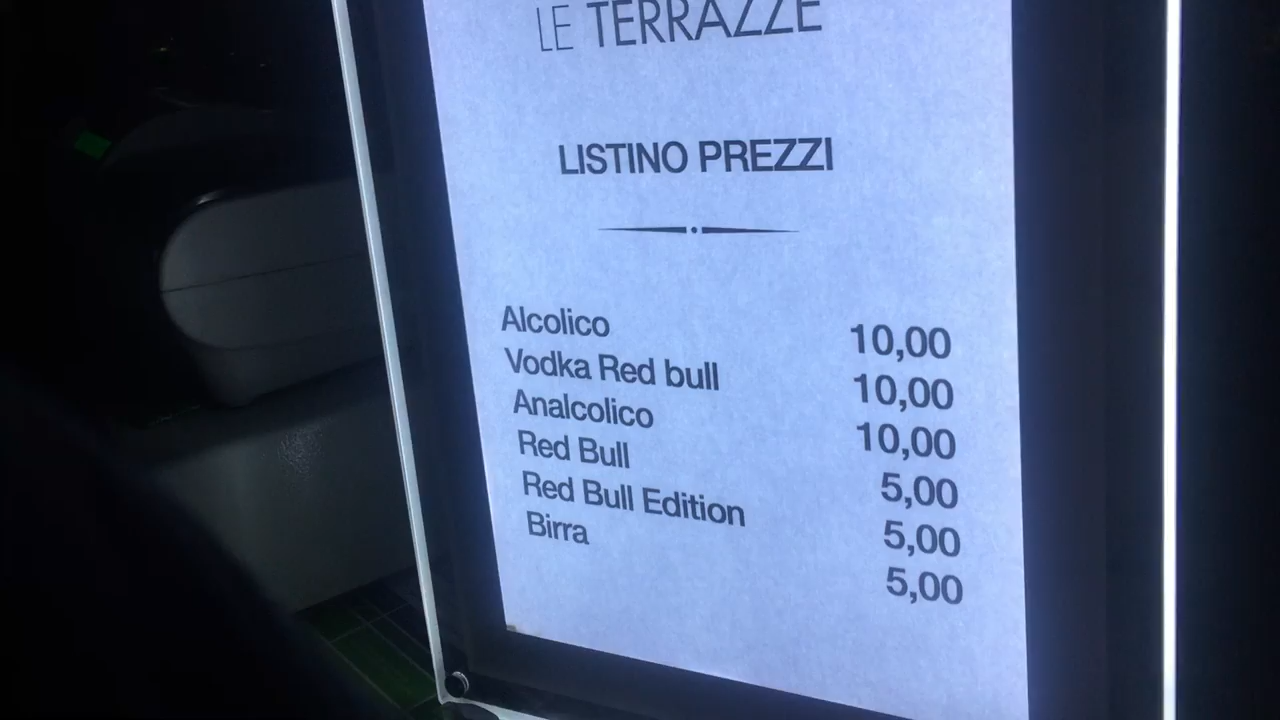 LE TERRAZZE
LISTINO PREZZI
Alcolico 10,00
Vodka Red bull 10,00
Analcolico 10,00
Red Bull 5,00
Red Bull Edition 5,00
Birra 5,00